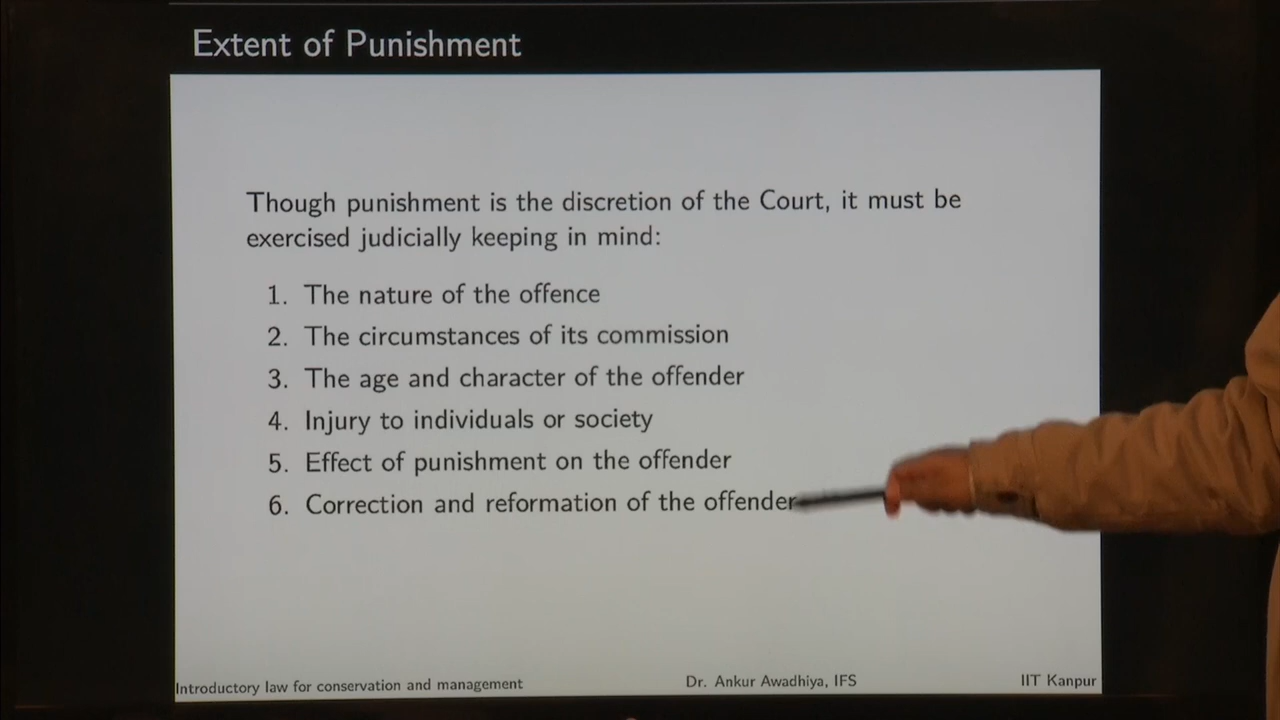 Extent of Punishment
Though punishment is the discretion of the Court, it must be
exercised judicially keeping in mind:
1. The nature of the offence
2. The circumstances of its commission
3. The age and character of the offender
4. Injury to individuals or society
5. Effect of punishment on the offender
6. Correction and reformation of the offender
Introductory law for conservation and management Dr. Ankur Awadhiya, IFS IIT Kanpur